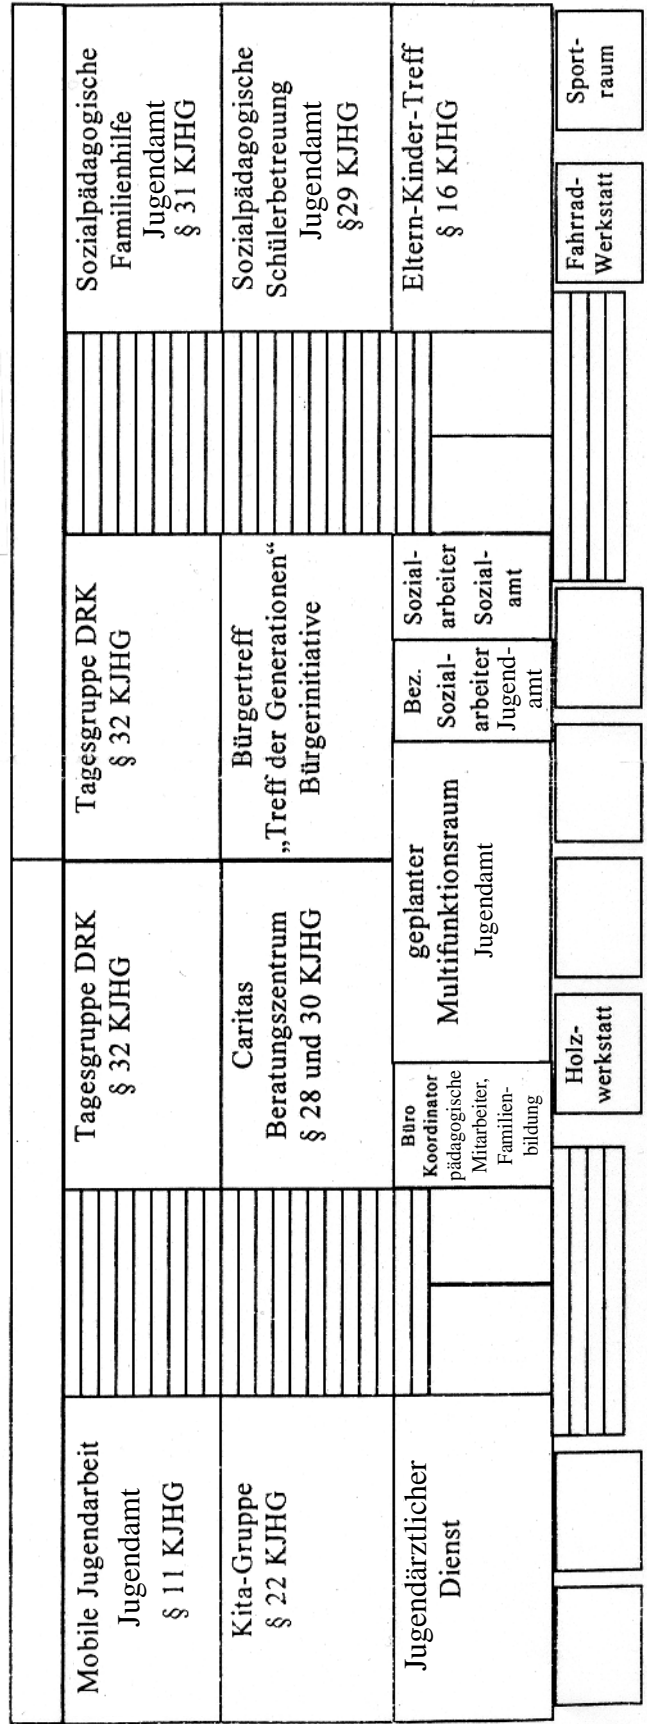 Mobile Jugendarbeit
Jugendamt
§ 11 KJHG
Tagesgruppe DRK
§ 32 KJHG
Tagesgruppe DRK
§ 32 KJHG
Sozialpädagogische
Familienhilfe
Jugendamt
§ 31 KJHG
Kita-Gruppe
§ 22 KJHG
Caritas
Beratungszentrum
§ 28 und 30 KJHG
Bürgertreff
„Treff der Generationen“
Bürgerinitiative
Sozialpädagogische
Schülerbetreuung
Jugendamt
§29 KJHG
Jugendärztlicher
Dienst
Büro
Koordinator
pädagogische
Mitarbeiter,
Familien-
bildung
geplanter
Multifunktionsraum
Jugendamt
Bez.
Sozial-
arbeiter
Jugend-
amt
Sozial-
arbeiter
Sozial-
amt
Eltern-Kinder-Treff
§ 16 KJHG
Holz-
werkstatt
Fahrrad-
Werkstatt
Sport-
raum